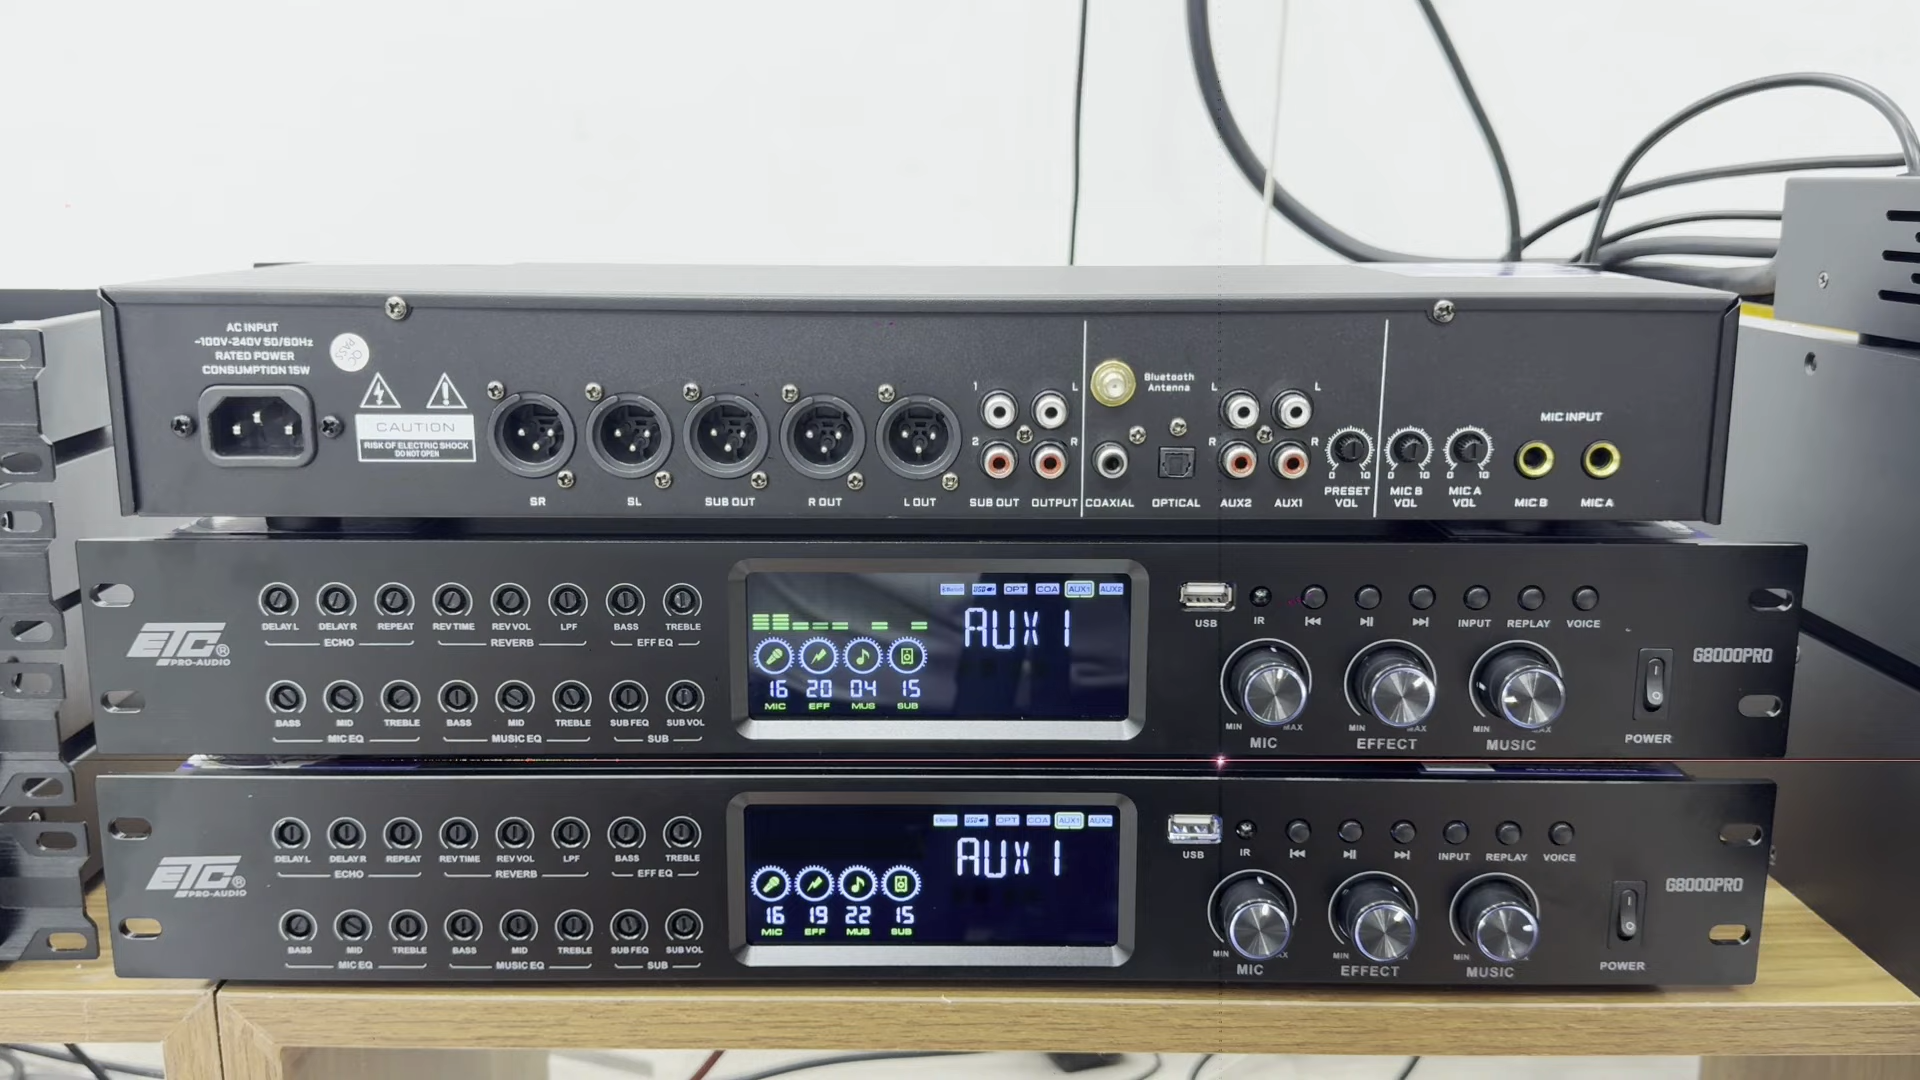 AC INPUT
~100V-240V 50/60Hz
RATED POWER
CONSUMPTION 15W
CAUTION
RISK OF ELECTRIC SHOCK
DO NOT OPEN
SR
SL
SUB OUT
R OUT
L OUT
1
2
SUB OUT
L
R
OUTPUT
Bluetooth
Antenna
COAXIAL
OPTICAL
L
R
AUX2
L
R
AUX1
0 10
PRESET
VOL
0 10
MIC B
VOL
0 10
MIC A
VOL
MIC INPUT
MIC B
MIC A
ETC®
PRO-AUDIO
DELAY L DELAY R REPEAT REV TIME REV VOL LPF BASS TREBLE
ECHO REVERB EFF EQ
BASS MID TREBLE BASS MID TREBLE SUB FEQ SUB VOL
MIC EQ MUSIC EQ SUB
USB OPT COA AUX1 AUX2
AUX 1
16 20 04 15
MIC EFF MUS SUB
USB IR INPUT REPLAY VOICE
MIN MAX MIN MAX MIN MAX
MIC EFFECT MUSIC
POWER
G8000PRO
ETC®
PRO-AUDIO
DELAY L DELAY R REPEAT REV TIME REV VOL LPF BASS TREBLE
ECHO REVERB EFF EQ
BASS MID TREBLE BASS MID TREBLE SUB FEQ SUB VOL
MIC EQ MUSIC EQ SUB
USB OPT COA AUX1 AUX2
AUX 1
16 19 22 15
MIC EFF MUS SUB
USB IR INPUT REPLAY VOICE
MIN MIN MIN
MIC EFFECT MUSIC
POWER
G8000PRO